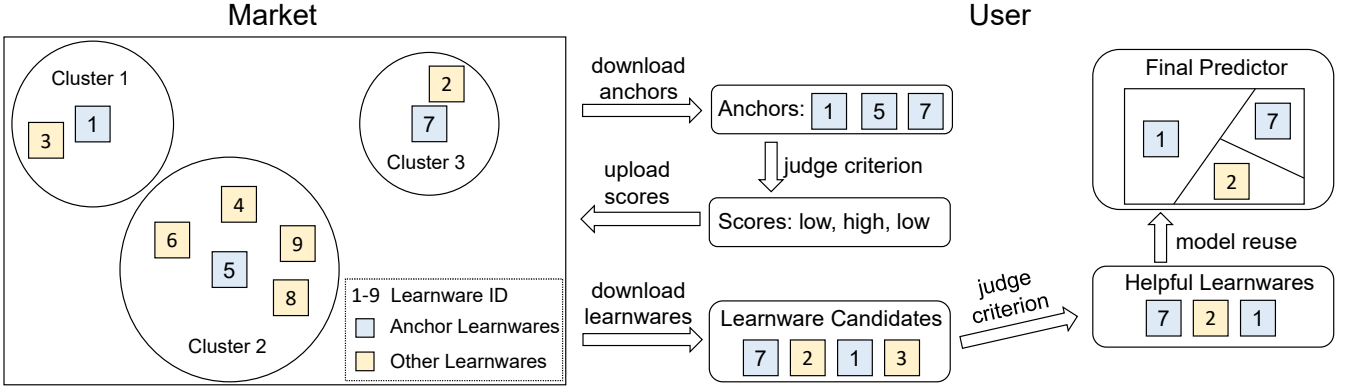 Market
User
Cluster 1
1
3
2
7
Cluster 3
4
6
9
5
8
Cluster 2
1-9 Learnware ID
Anchor Learnwares
Other Learnwares
download
anchors
Anchors: 1 5 7
judge criterion
upload
scores
Scores: low, high, low
download
learnwares
Learnware Candidates
7 2 1 3
judge
criterion
Final Predictor
1
7
2
model reuse
Helpful Learnwares
7 2 1